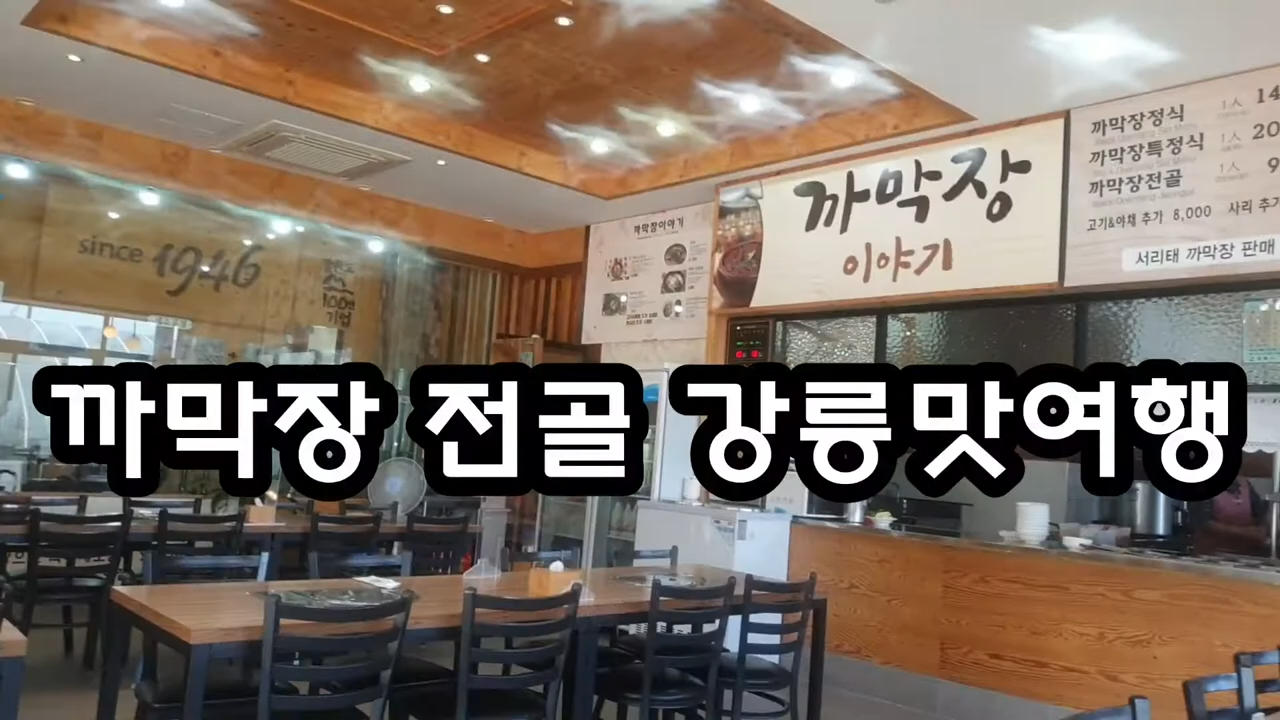 까막장정식 1人 14
까막장특정식 1人 20
까막장전골 1人 9
고기&야채 추가 8,000 사리 추가
서리태 까막장 판매
까막장
이야기
까막장이야기
since 1946
100년
기업
까막장 전골 강릉맛여행